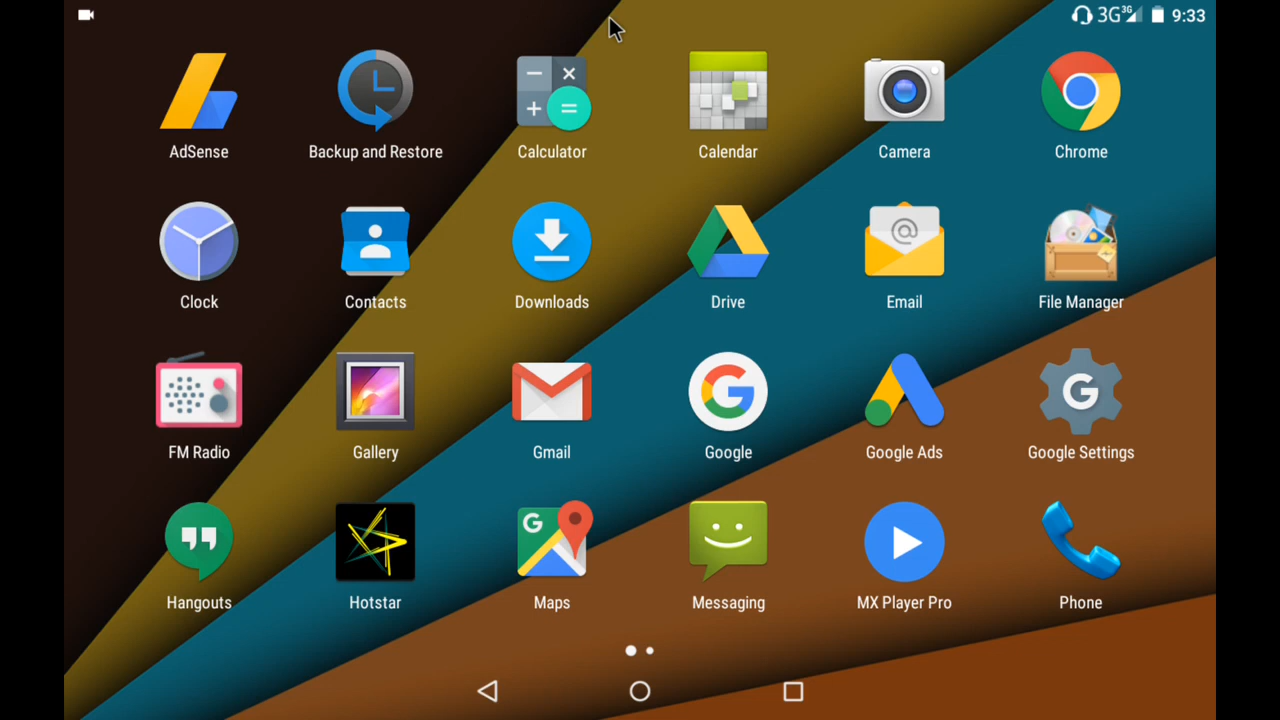 3G 3G 9:33
AdSense
Backup and Restore
Calculator
Calendar
Camera
Chrome
Clock
Contacts
Downloads
Drive
Email
File Manager
FM Radio
Gallery
Gmail
Google
Google Ads
Google Settings
Hangouts
Hotstar
Maps
Messaging
MX Player Pro
Phone